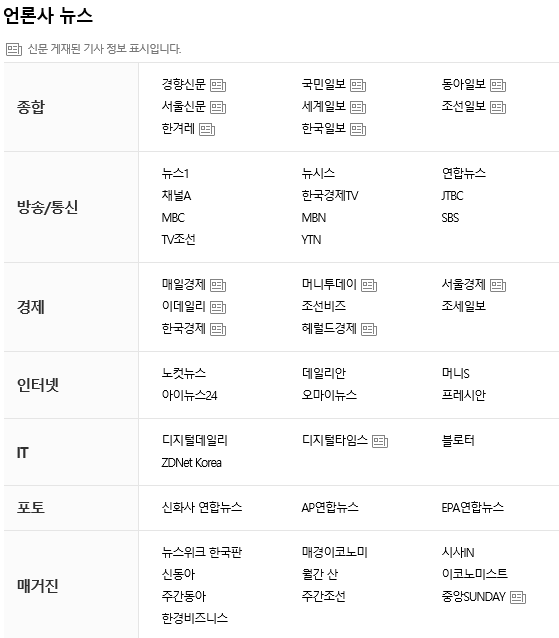 언론사 뉴스
신문 게재된 기사 정보 표시입니다.
종합
경향신문 국민일보 동아일보
서울신문 세계일보 조선일보
한겨레 한국일보
방송/통신
뉴스1 뉴시스 연합뉴스
채널A 한국경제TV JTBC
MBC MBN SBS
TV조선 YTN
경제
매일경제 머니투데이 서울경제
이데일리 조선비즈 조세일보
한국경제 헤럴드경제
인터넷
노컷뉴스 데일리안 머니S
아이뉴스24 오마이뉴스 프레시안
IT
디지털데일리 디지털타임스 블로터
ZDNet Korea
포토
신화사 연합뉴스 AP연합뉴스 EPA연합뉴스
매거진
뉴스위크 한국판 매경이코노미 시사IN
신동아 월간 산 이코노미스트
주간동아 주간조선 중앙SUNDAY
한경비즈니스